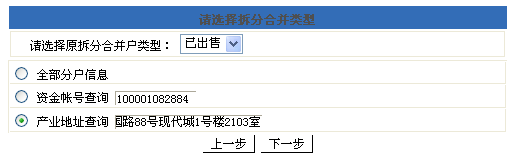 请选择拆分合并类型
请选择原拆分合并户类型： 已出售
全部分户信息
资金帐号查询 100001082884
产业地址查询 路88号现代城1号楼2103室
上一步 下一步